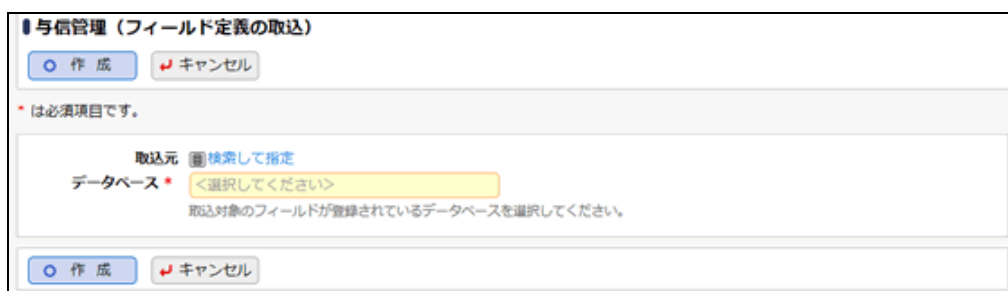 与信管理（フィールド定義の取込）
作 成 キャンセル
* は必須項目です。
取込元 検索して指定
データベース * <選択してください>
取込対象のフィールドが登録されているデータベースを選択してください。
作 成 キャンセル